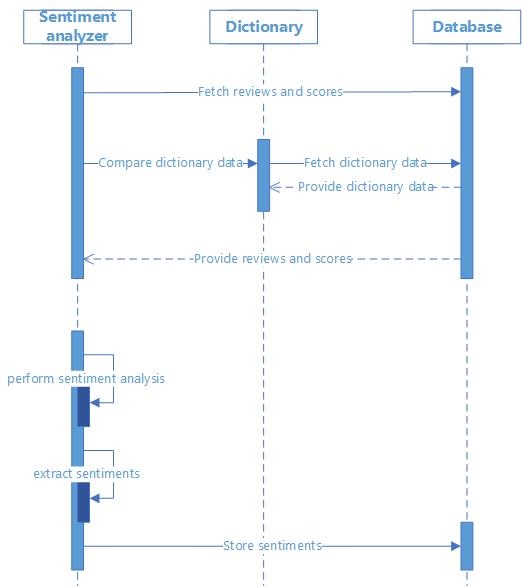 Sentiment
analyzer
Dictionary
Database
Fetch reviews and scores
Compare dictionary data
Fetch dictionary data
Provide dictionary data
Provide reviews and scores
perform sentiment analysis
extract sentiments
Store sentiments